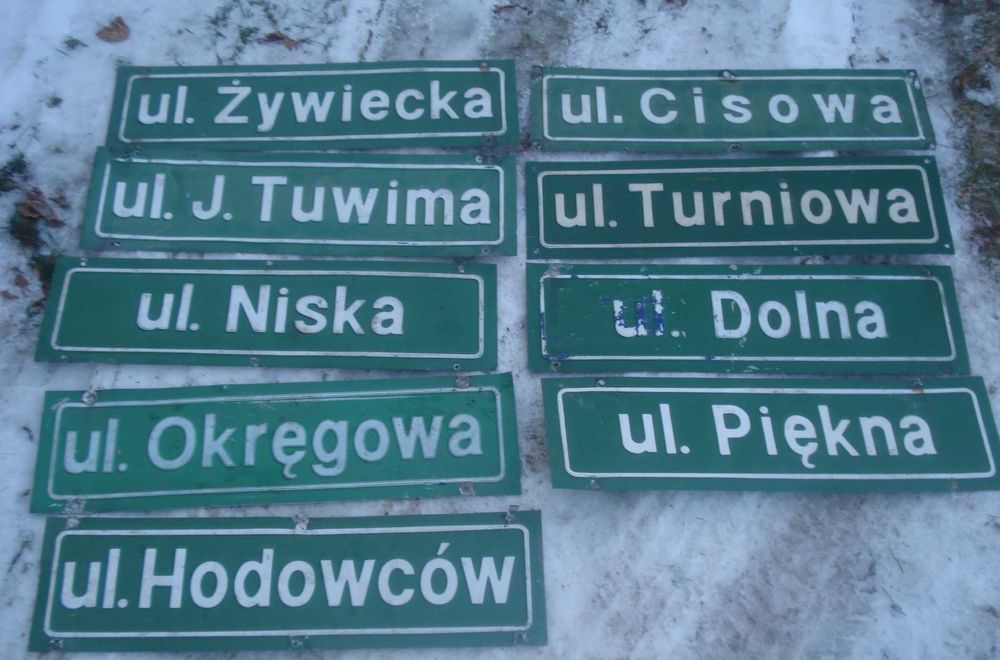 ul. Żywiecka
ul. J. Tuwima
ul. Niska
ul. Okręgowa
ul. Hodowców
ul. Cisowa
ul. Turniowa
ul. Dolna
ul. Piękna